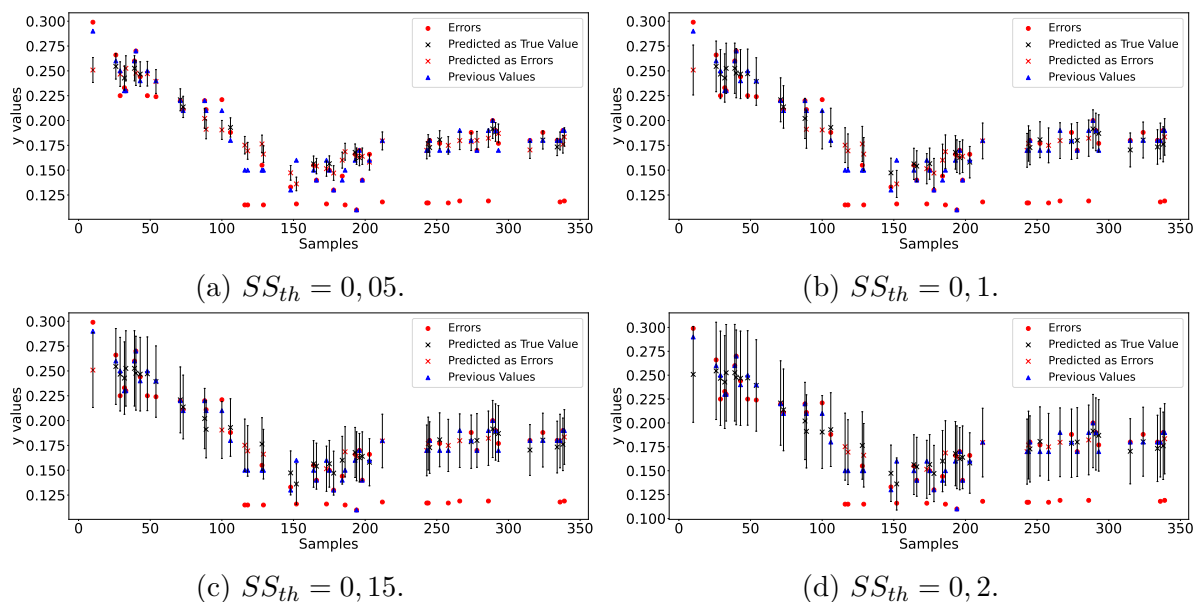 0.300
0.275
0.250
0.225
0.200
0.175
0.150
0.125
y values
0 50 100 150 200 250 300 350
Samples
Errors
Predicted as True Value
Predicted as Errors
Previous Values
(a) SS_th = 0, 05.
0.300
0.275
0.250
0.225
0.200
0.175
0.150
0.125
y values
0 50 100 150 200 250 300 350
Samples
Errors
Predicted as True Value
Predicted as Errors
Previous Values
(b) SS_th = 0, 1.
0.300
0.275
0.250
0.225
0.200
0.175
0.150
0.125
y values
0 50 100 150 200 250 300 350
Samples
Errors
Predicted as True Value
Predicted as Errors
Previous Values
(c) SS_th = 0, 15.
0.300
0.275
0.250
0.225
0.200
0.175
0.150
0.125
0.100
y values
0 50 100 150 200 250 300 350
Samples
Errors
Predicted as True Value
Predicted as Errors
Previous Values
(d) SS_th = 0, 2.